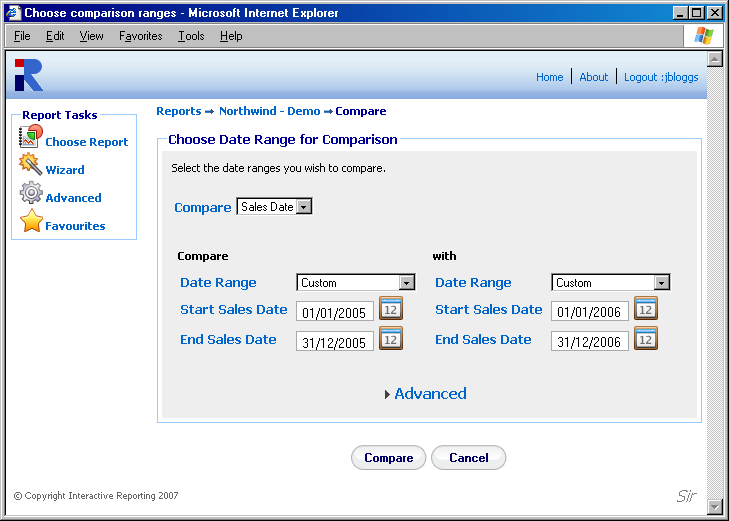 Choose comparison ranges - Microsoft Internet Explorer
File Edit View Favorites Tools Help
R
Home About Logout :jbloggs
Reports Northwind - Demo Compare
Report Tasks
Choose Report
Wizard
Advanced
Favourites
Choose Date Range for Comparison
Select the date ranges you wish to compare.
Compare Sales Date
Compare with
Date Range Custom Date Range Custom
Start Sales Date 01/01/2005 12 Start Sales Date 01/01/2006 12
End Sales Date 31/12/2005 12 End Sales Date 31/12/2006 12
Advanced
Compare Cancel
© Copyright Interactive Reporting 2007 Sir